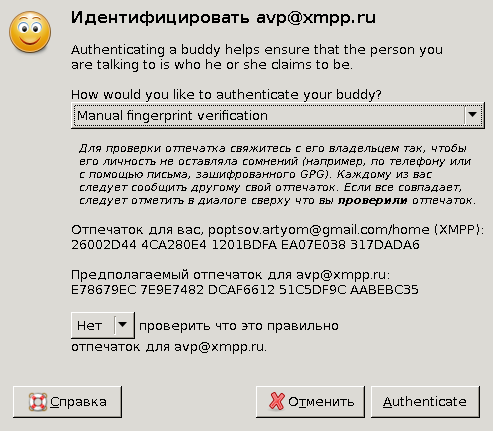 Идентифицировать avp@xmpp.ru
Authenticating a buddy helps ensure that the person you
are talking to is who he or she claims to be.
How would you like to authenticate your buddy?
Manual fingerprint verification
Для проверки отпечатка свяжитесь с его владельцем так, чтобы
его личность не оставляла сомнений (например, по телефону или
с помощью письма, зашифрованного GPG). Каждому из вас
следует сообщить другому свой отпечаток. Если все совпадает,
следует отметить в диалоге сверху что вы проверили отпечаток.
Отпечаток для вас, poptsov.artyom@gmail.com/home (XMPP):
26002D44 4CA280E4 1201BDFA EA07E038 317DADA6
Предполагаемый отпечаток для avp@xmpp.ru:
E78679EC 7E9E7482 DCAF6612 51C5DF9C AABEBC35
Нет проверить что это правильно
отпечаток для avp@xmpp.ru.
Справка Отменить Authenticate